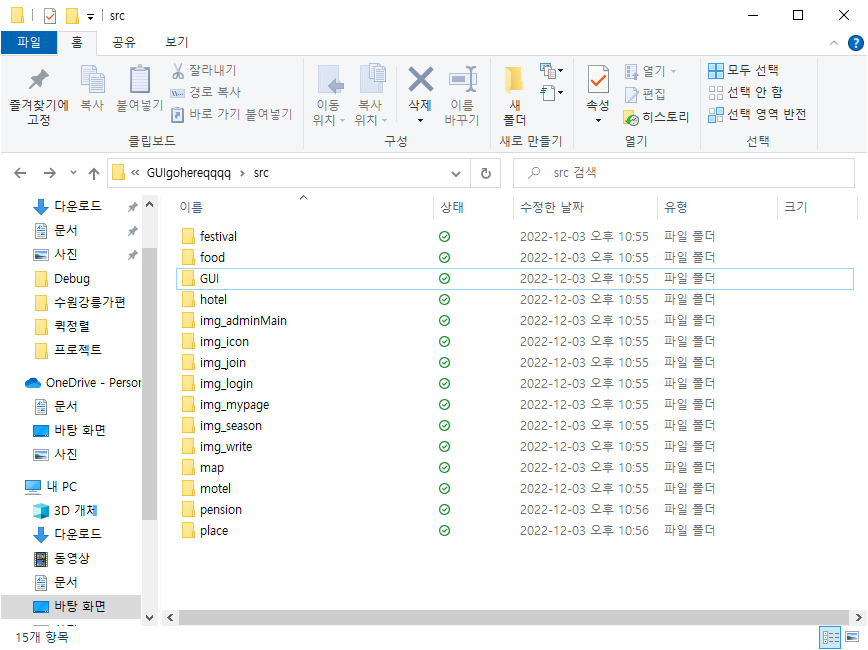 src
파일 홈 공유 보기
즐겨찾기에 고정
복사
붙여넣기
잘라내기
경로 복사
바로 가기 붙여넣기
클립보드
이동 위치
복사 위치
삭제
이름 바꾸기
구성
새 폴더
새로 만들기
속성
열기
편집
히스토리
열기
모두 선택
선택 안 함
선택 영역 반전
선택
« GUIgohereqqqq › src
src 검색
다운로드
문서
사진
Debug
수원강릉가편
퀵정렬
프로젝트
OneDrive - Person
문서
바탕 화면
사진
내 PC
3D 개체
다운로드
동영상
문서
바탕 화면
이름 상태 수정한 날짜 유형 크기
festival 2022-12-03 오후 10:55 파일 폴더
food 2022-12-03 오후 10:55 파일 폴더
GUI 2022-12-03 오후 10:55 파일 폴더
hotel 2022-12-03 오후 10:55 파일 폴더
img_adminMain 2022-12-03 오후 10:55 파일 폴더
img_icon 2022-12-03 오후 10:55 파일 폴더
img_join 2022-12-03 오후 10:55 파일 폴더
img_login 2022-12-03 오후 10:55 파일 폴더
img_mypage 2022-12-03 오후 10:55 파일 폴더
img_season 2022-12-03 오후 10:55 파일 폴더
img_write 2022-12-03 오후 10:55 파일 폴더
map 2022-12-03 오후 10:55 파일 폴더
motel 2022-12-03 오후 10:55 파일 폴더
pension 2022-12-03 오후 10:56 파일 폴더
place 2022-12-03 오후 10:56 파일 폴더
15개 항목